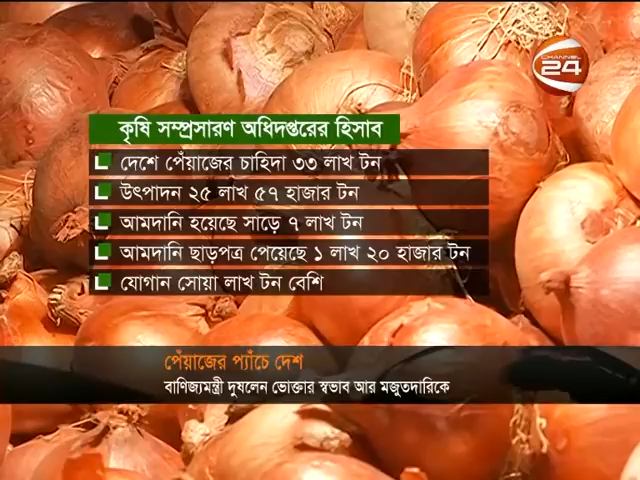 CHANNEL
24
কৃষি সম্প্রসারণ অধিদপ্তরের হিসাব
দেশে পেঁয়াজের চাহিদা ৩৩ লাখ টন
উৎপাদন ২৫ লাখ ৫৭ হাজার টন
আমদানি হয়েছে সাড়ে ৭ লাখ টন
আমদানি ছাড়পত্র পেয়েছে ১ লাখ ২০ হাজার টন
যোগান সোয়া লাখ টন বেশি
পেঁয়াজের প্যাঁচে দেশ
বাণিজ্যমন্ত্রী দুষলেন ভোক্তার স্বভাব আর মজুতদারিকে